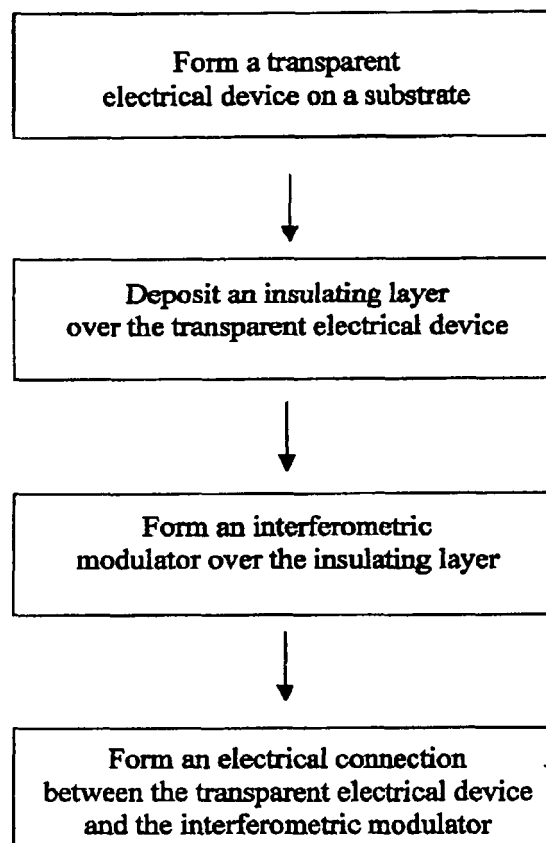 Form a transparent
electrical device on a substrate
Deposit an insulating layer
over the transparent electrical device
Form an interferometric
modulator over the insulating layer
Form an electrical connection
between the transparent electrical device
and the interferometric modulator